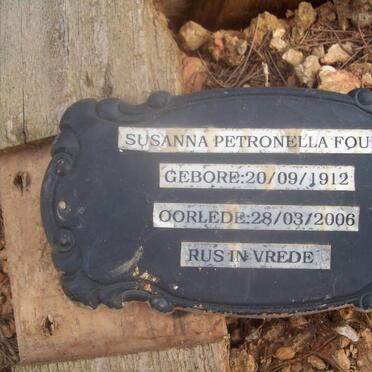 SUSANNA PETRONELLA FOU
GEBORE:20/09/1912
OORLEDE:28/03/2006
RUS IN VREDE